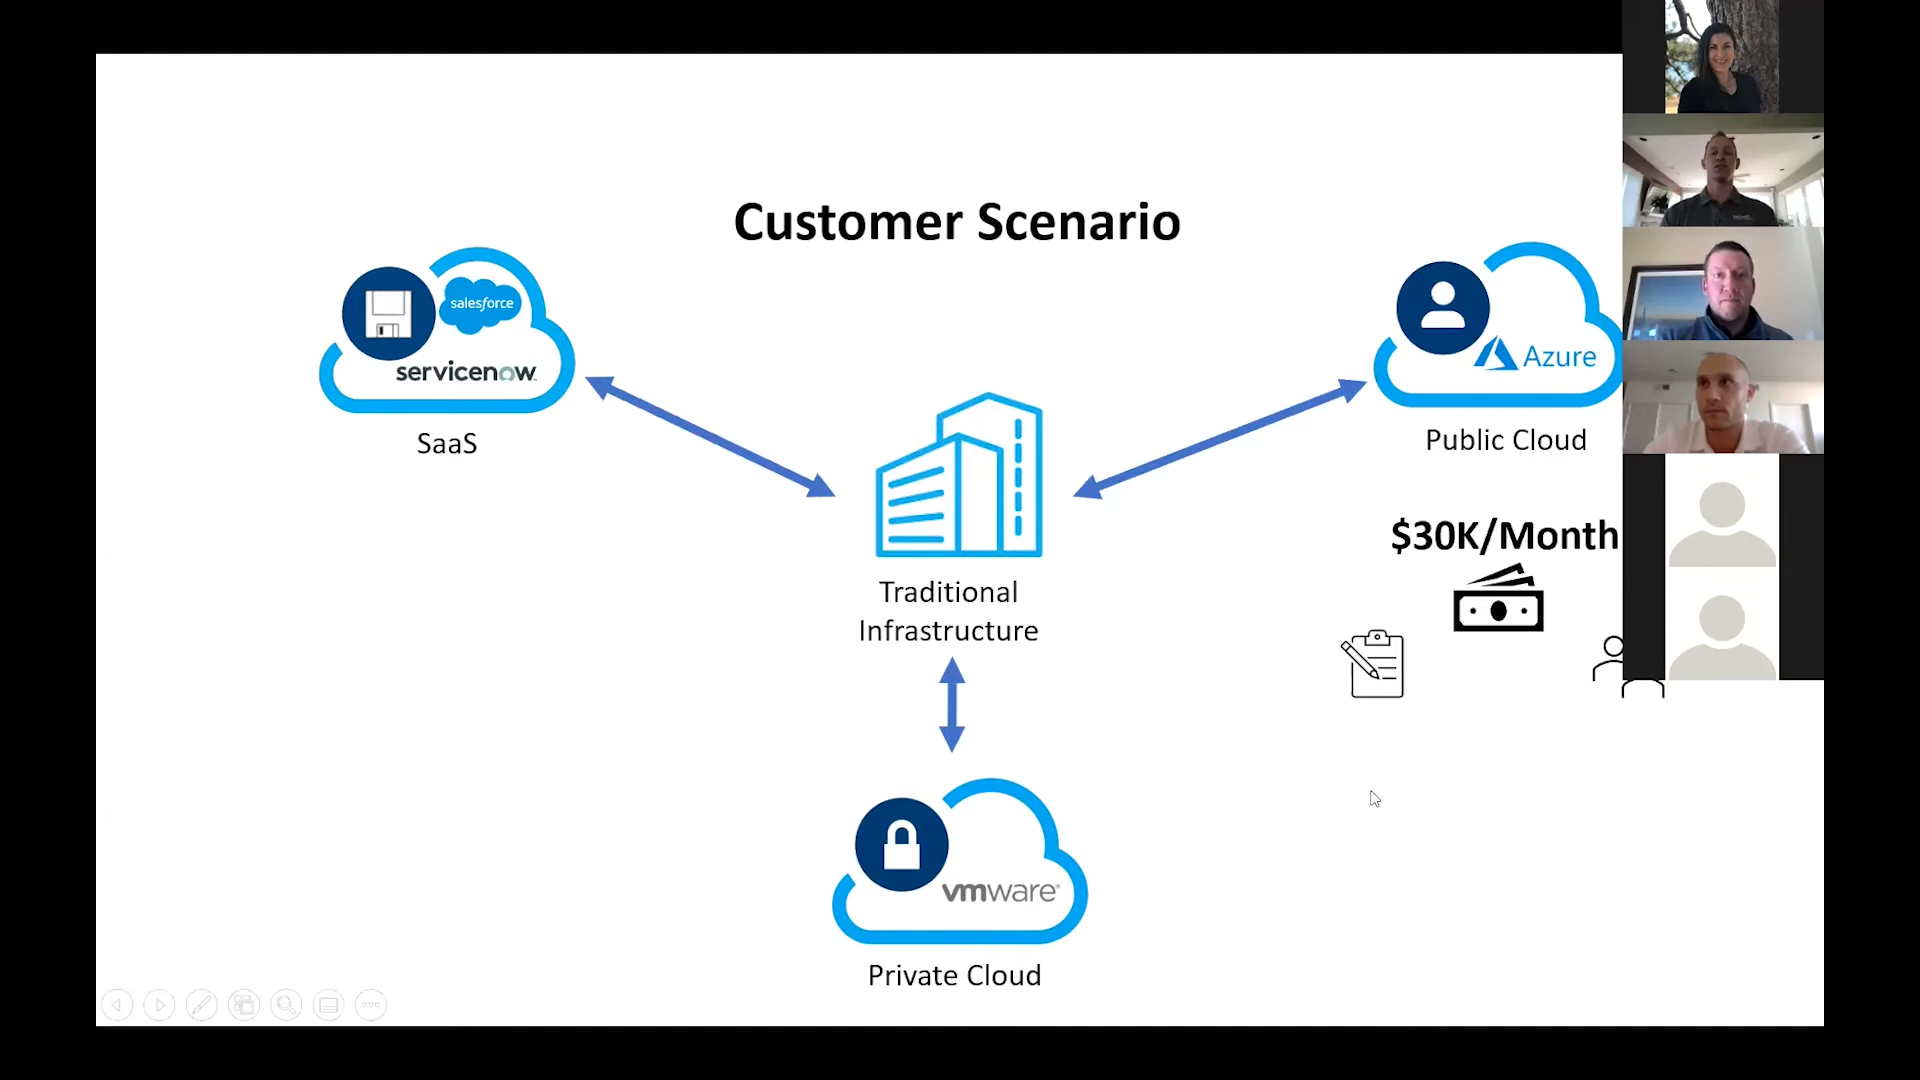 Customer Scenario
salesforce
servicenow
SaaS
Azure
Public Cloud
$30K/Month
Traditional
Infrastructure
vmware
Private Cloud